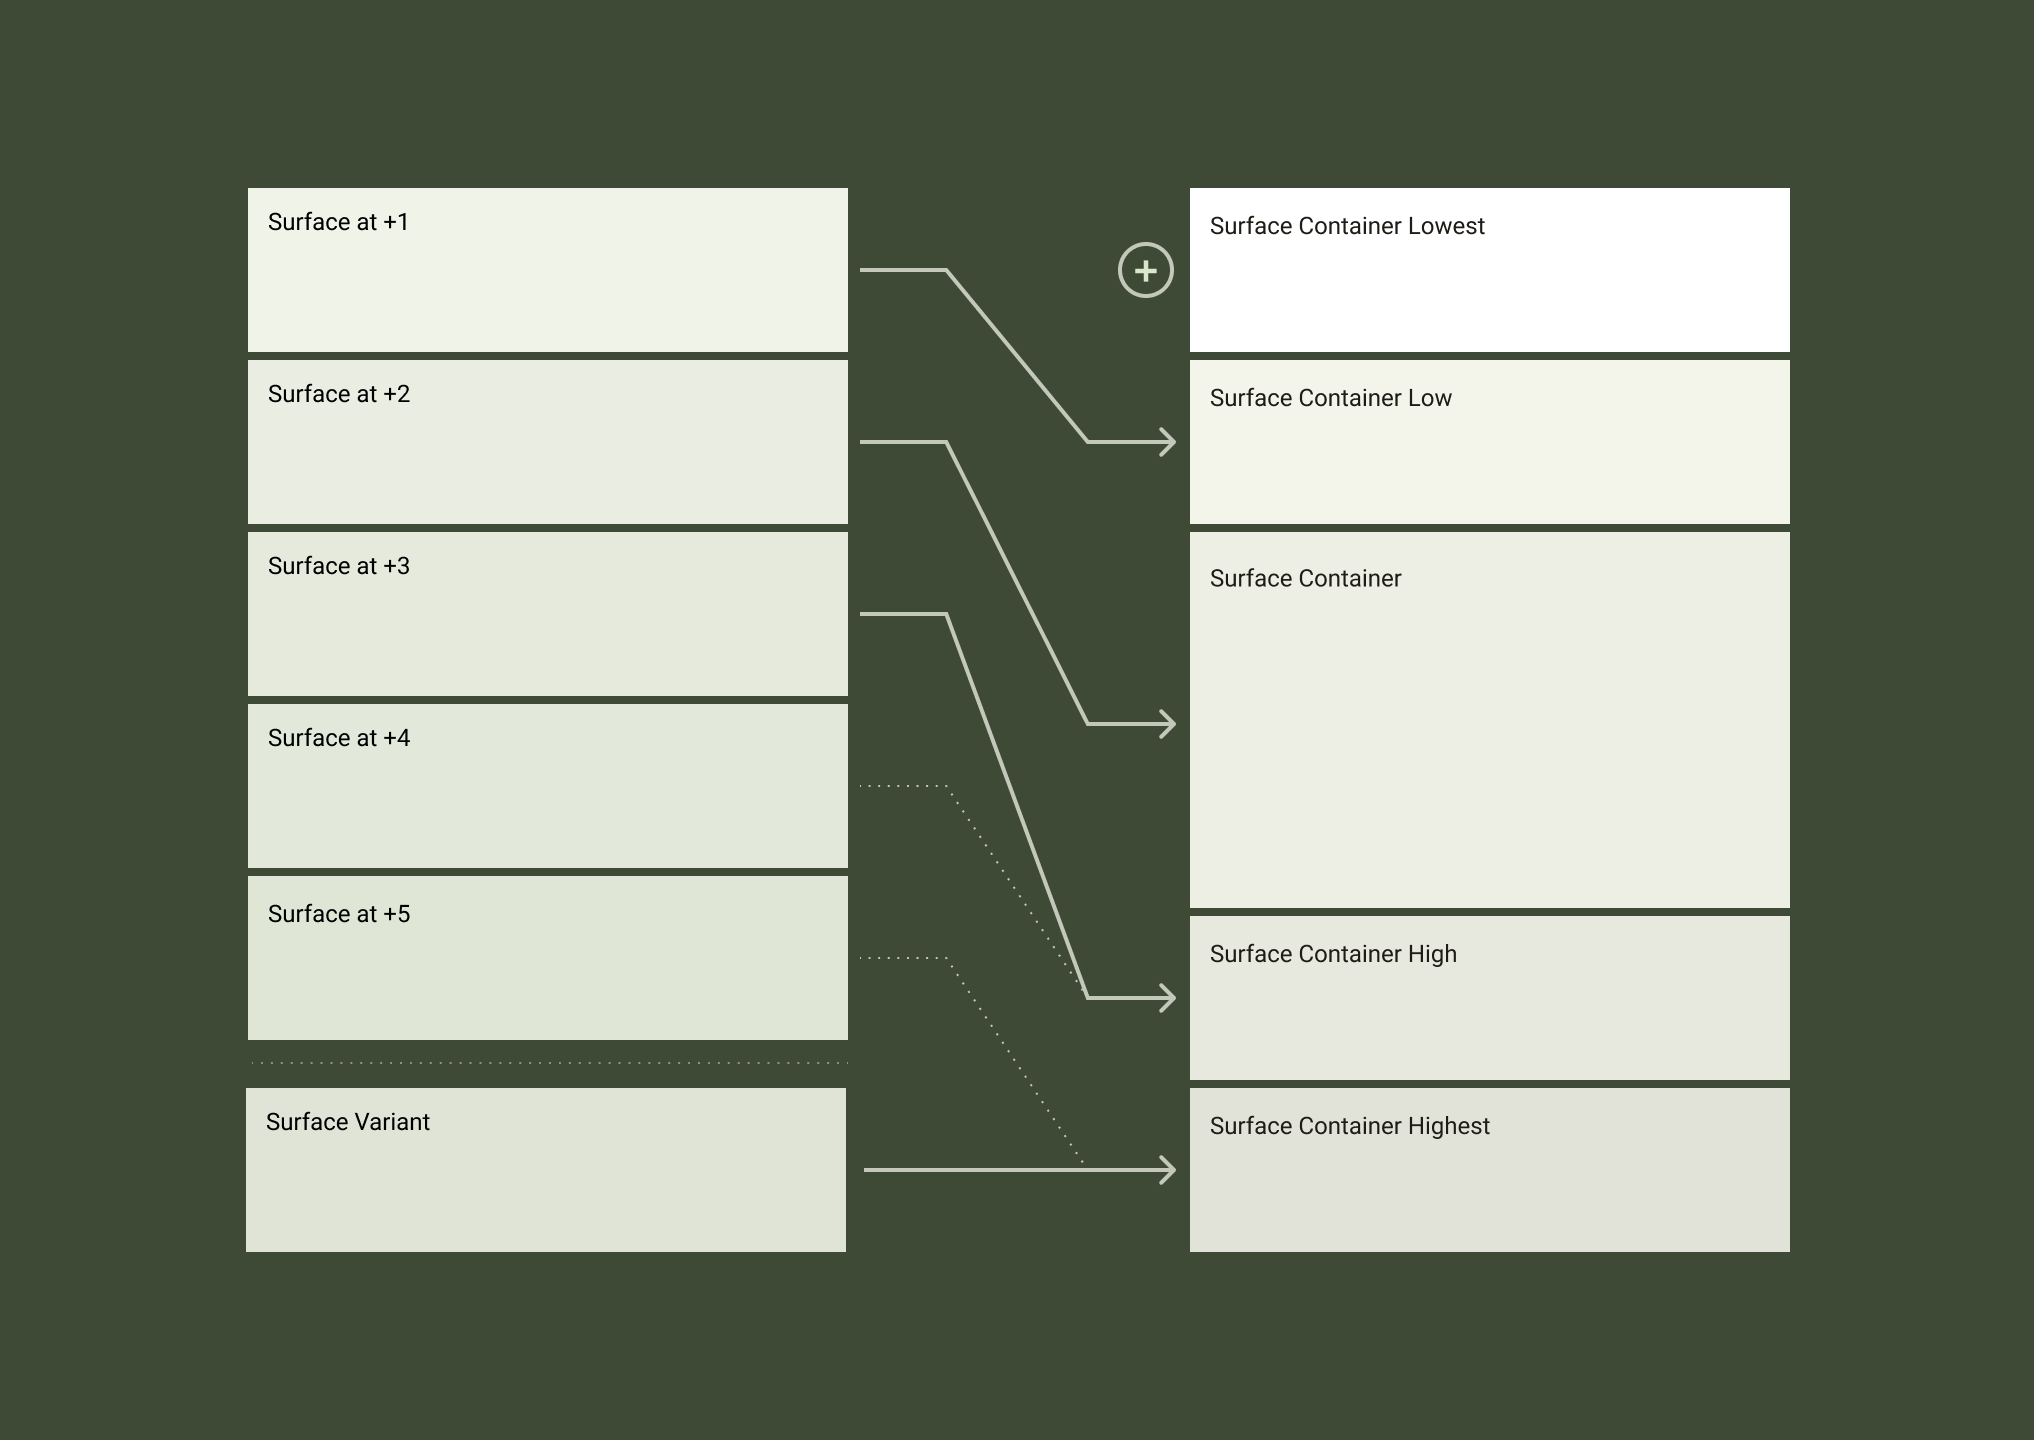 Surface at +1
Surface at +2
Surface at +3
Surface at +4
Surface at +5
Surface Variant
+
Surface Container Lowest
Surface Container Low
Surface Container
Surface Container High
Surface Container Highest